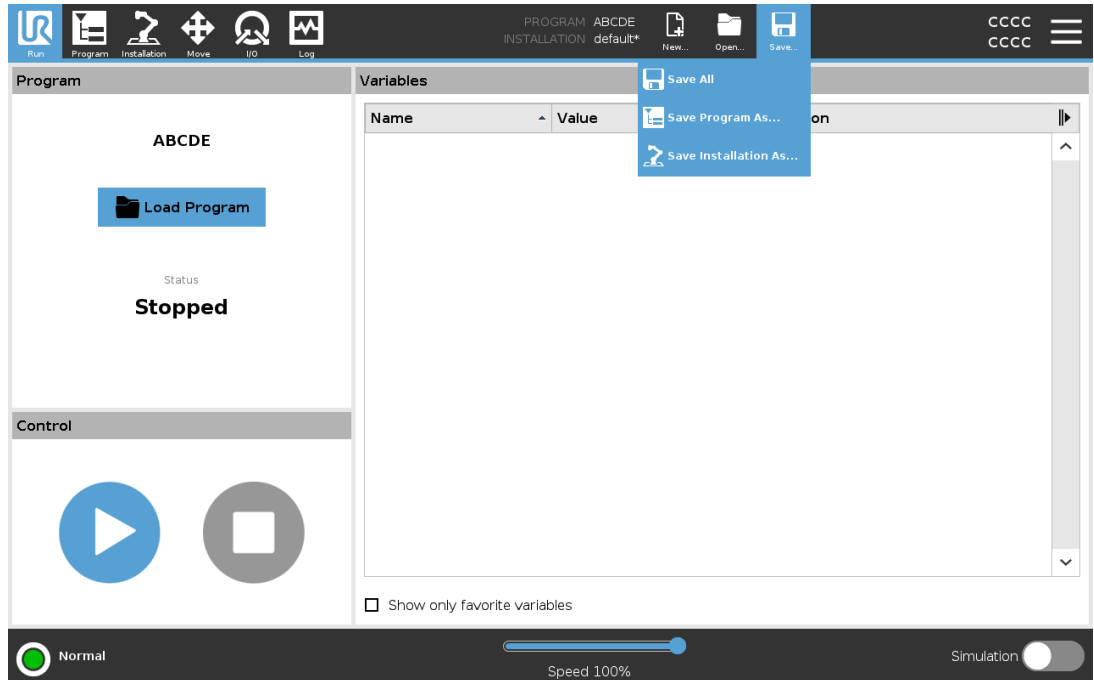 UR
Run
Program
Installation
Move
I/O
Log
PROGRAM ABCDE
INSTALLATION default*
New...
Open...
Save...
CCCC
CCCC
Save All
Save Program As...
Save Installation As...
Program
ABCDE
Load Program
Status
Stopped
Control
Variables
Name
Value
on
Show only favorite variables
Normal
Speed 100%
Simulation